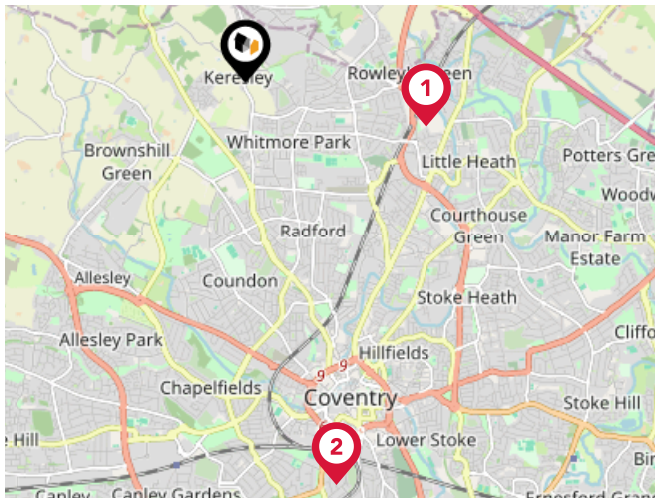 Keresley
Rowley's Green
1
Whitmore Park
Brownshill
Green
Little Heath
Potters Gre
Woodw
Courthouse
Green
Radford
Manor Farm
Estate
Allesley
Coundon
Stoke Heath
Allesley Park
Cliffo
Hillfields
9
9
Chapelfields
Coventry
Stoke Hill
e Hill
2
Lower Stoke
Bir
Canley
Canley Gardens
Ernesford Gran